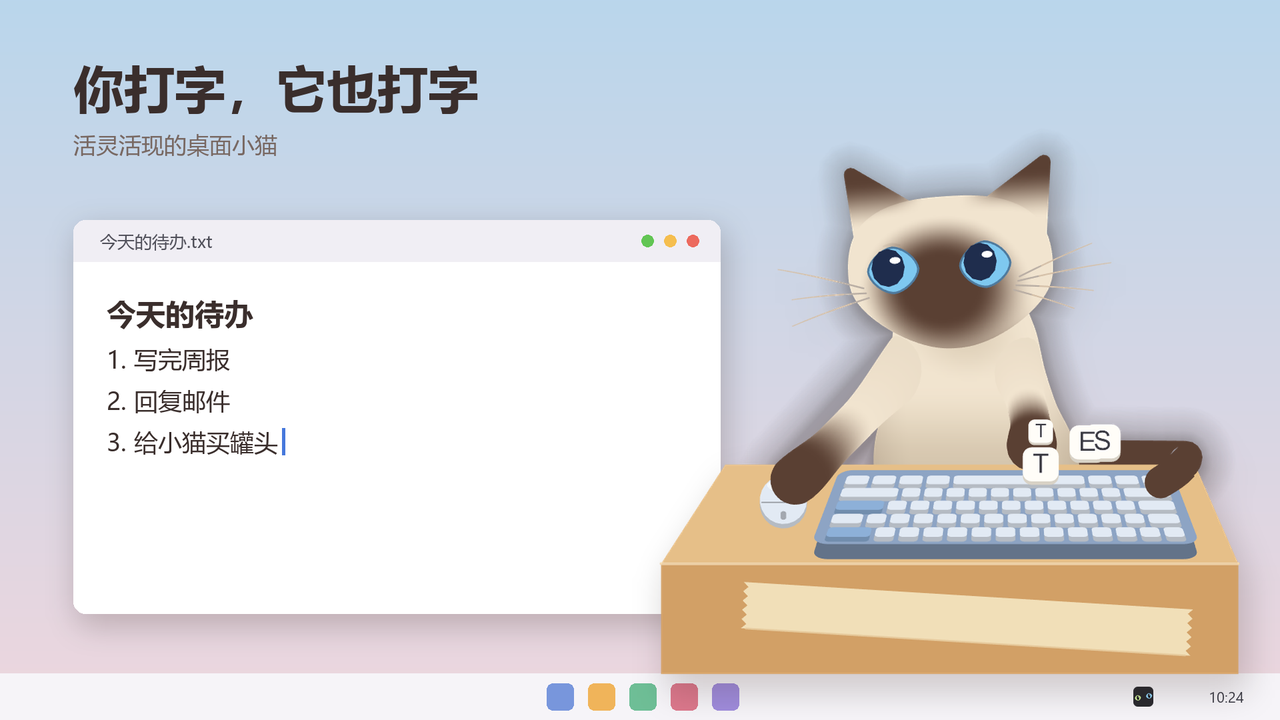 你打字，它也打字
活灵活现的桌面小猫
今天的待办.txt
今天的待办
1. 写完周报
2. 回复邮件
3. 给小猫买罐头
T
ES
T
10:24